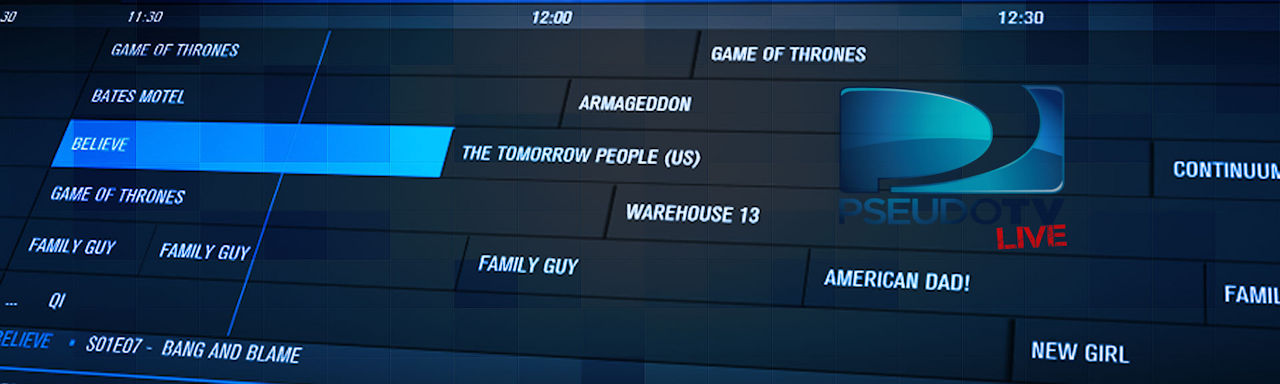 30 11:30 12:00 12:30
GAME OF THRONES GAME OF THRONES
BATES MOTEL ARMAGEDDON
BELIEVE THE TOMORROW PEOPLE (US) CONTINUUM
GAME OF THRONES WAREHOUSE 13
PSEUDOTV
LIVE
FAMILY GUY FAMILY GUY FAMILY GUY AMERICAN DAD! FAMIL
... QI NEW GIRL
BELIEVE • S01E07 - BANG AND BLAME